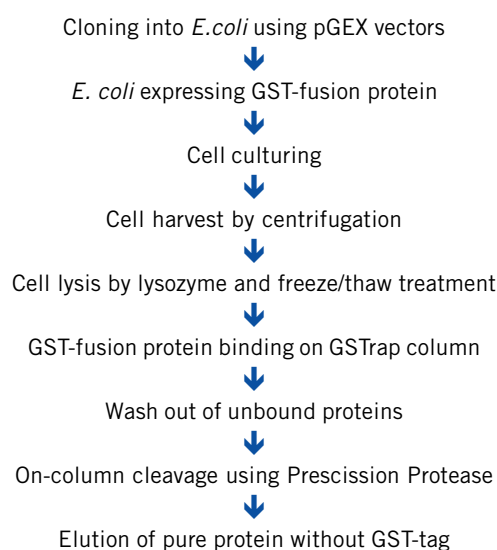 Cloning into E.coli using pGEX vectors
E. coli expressing GST-fusion protein
Cell culturing
Cell harvest by centrifugation
Cell lysis by lysozyme and freeze/thaw treatment
GST-fusion protein binding on GSTrap column
Wash out of unbound proteins
On-column cleavage using Prescission Protease
Elution of pure protein without GST-tag